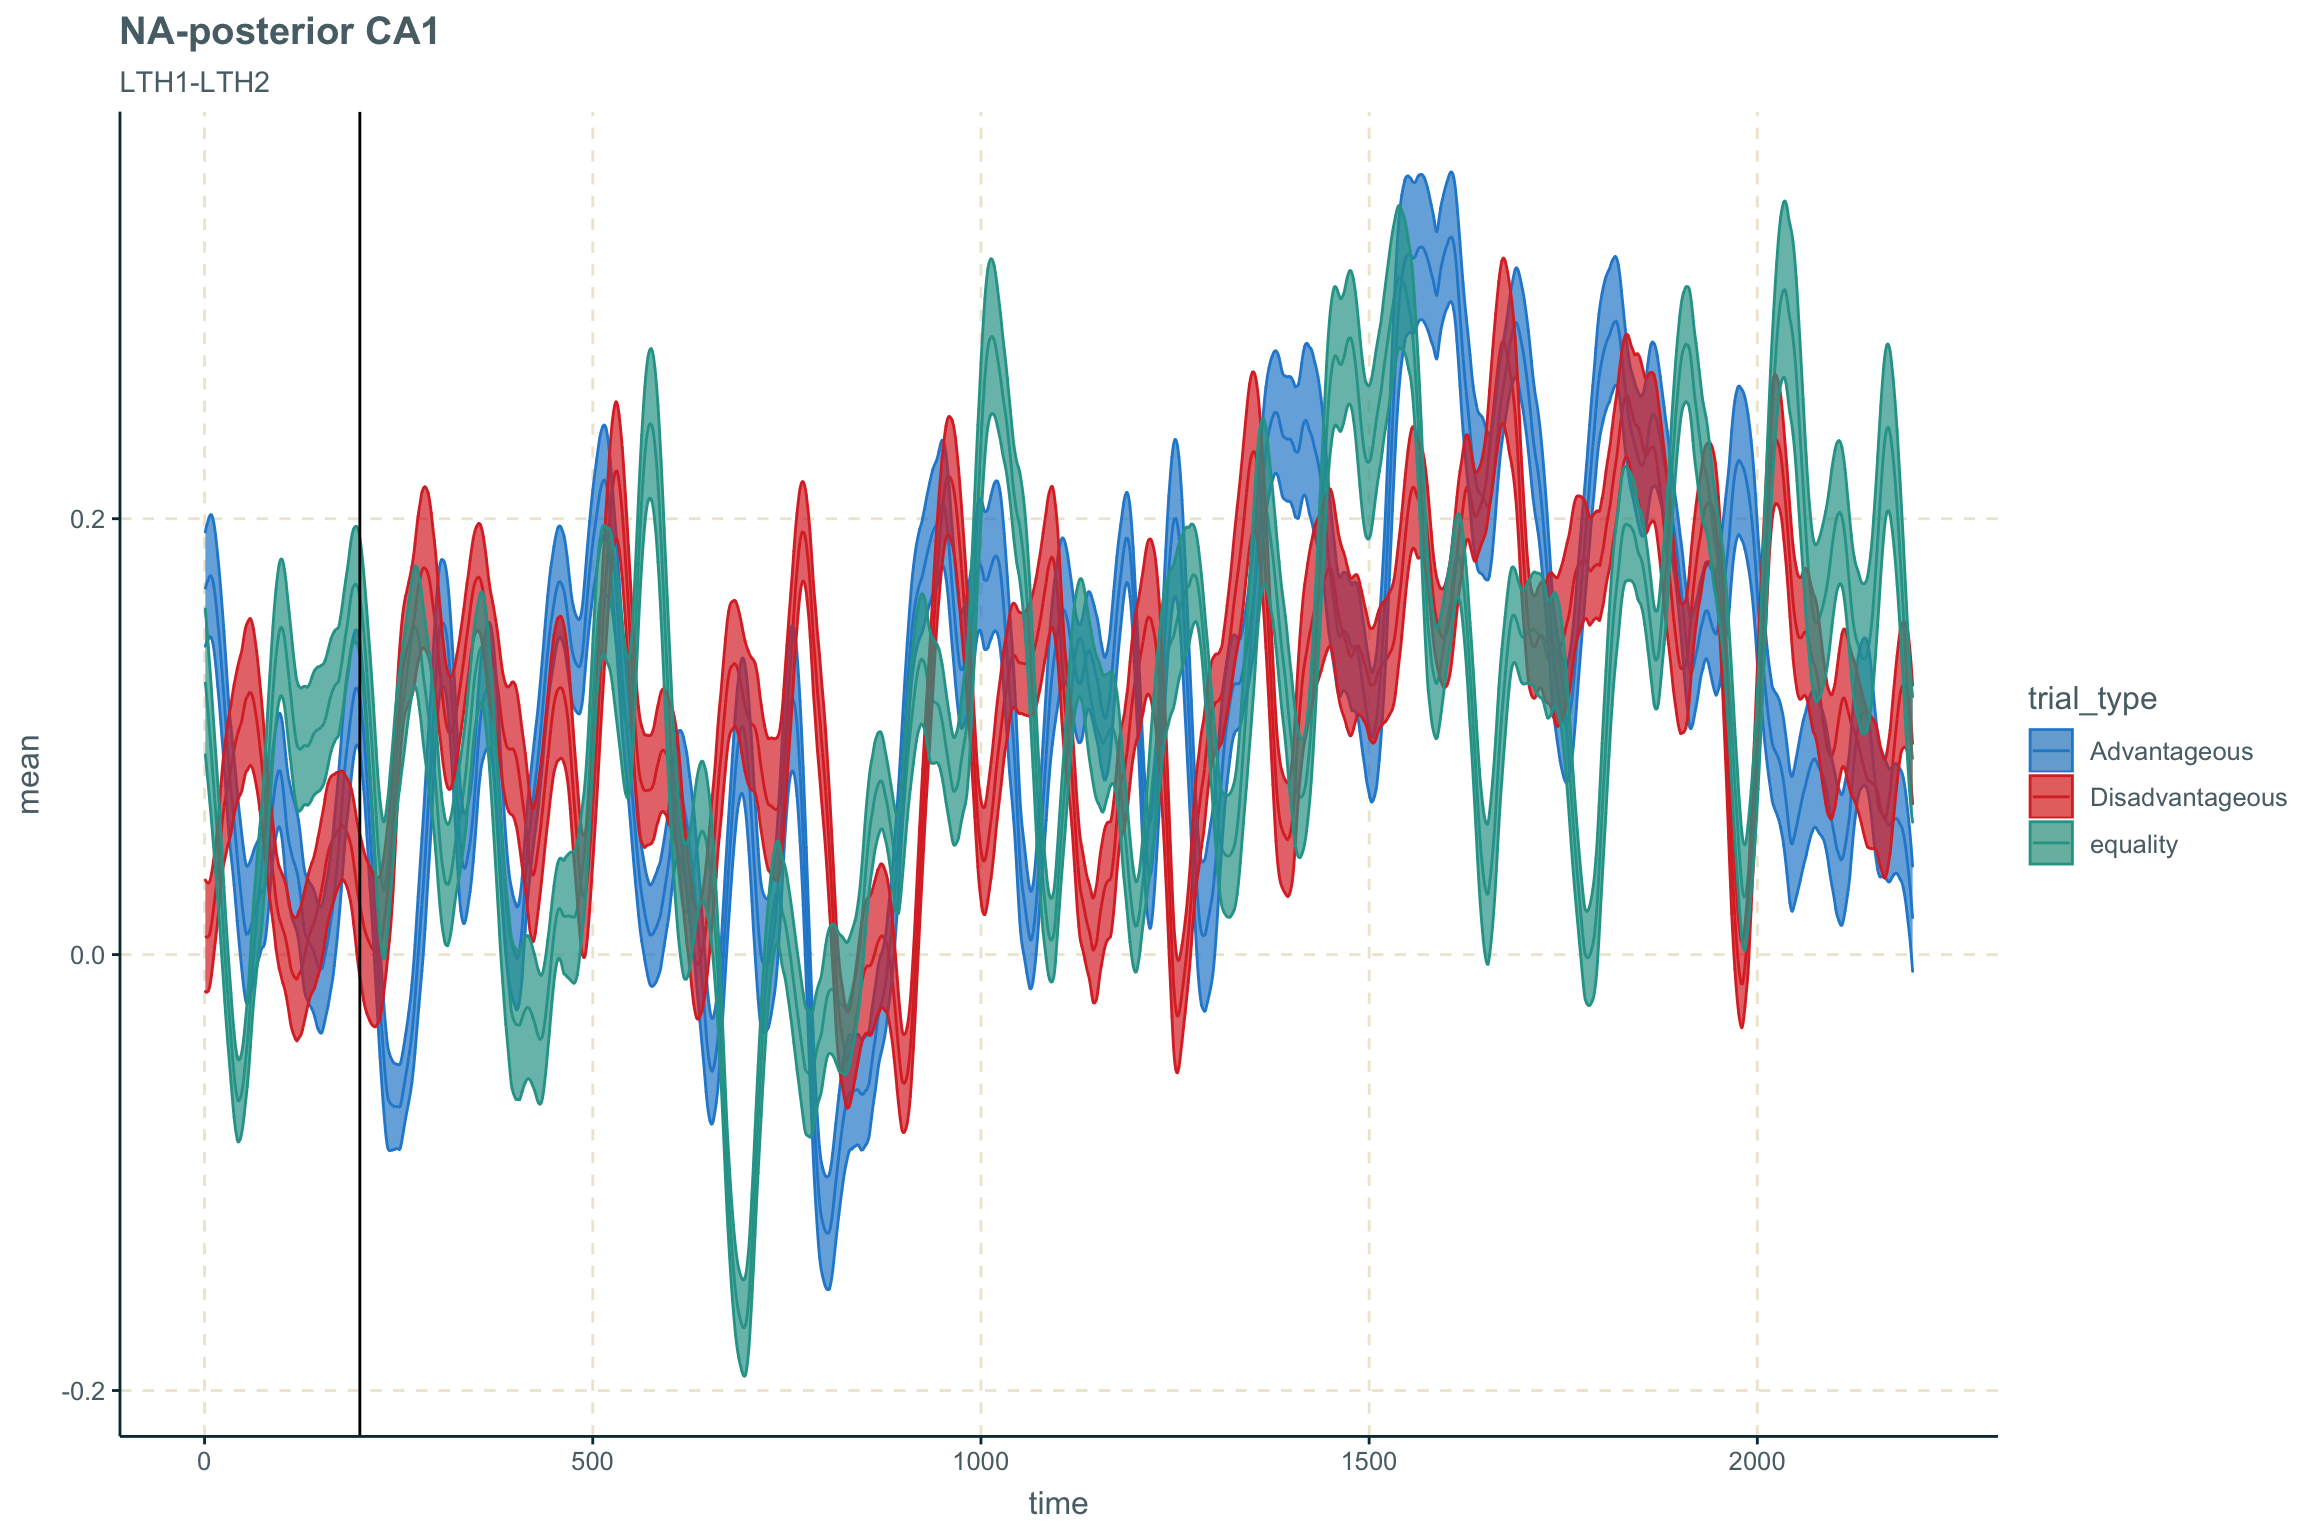 NA-posterior CA1
LTH1-LTH2
mean
0.2
0.0
-0.2
0
500
1000
1500
2000
time
trial_type
Advantageous
Disadvantageous
equality